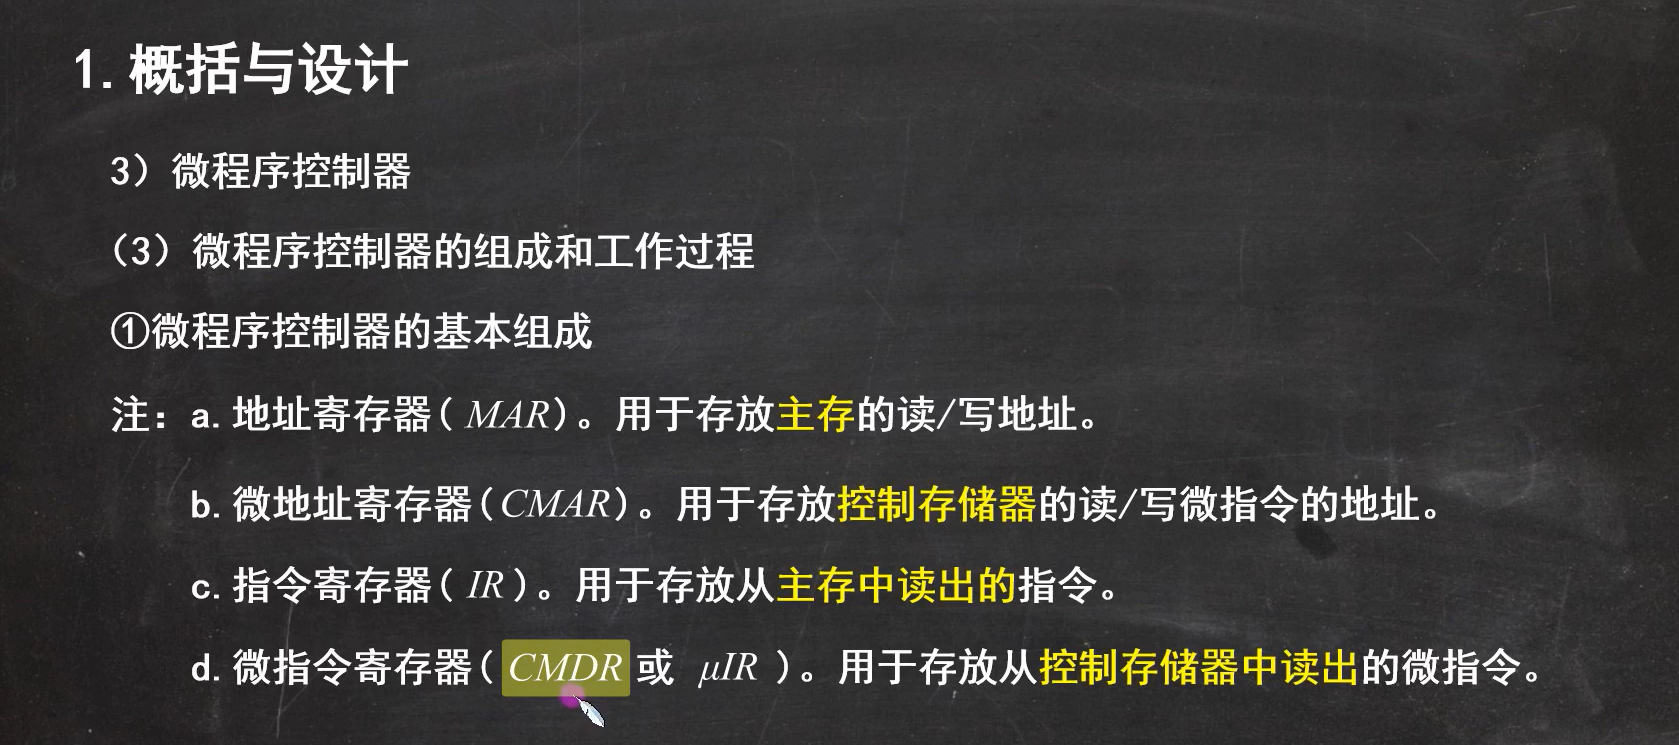 1.概括与设计
3）微程序控制器
（3）微程序控制器的组成和工作过程
①微程序控制器的基本组成
注：a.地址寄存器( MAR)。用于存放主存的读/写地址。
b.微地址寄存器(CMAR)。用于存放控制存储器的读/写微指令的地址。
c.指令寄存器( IR )。用于存放从主存中读出的指令。
d.微指令寄存器( CMDR 或 μIR )。用于存放从控制存储器中读出的微指令。